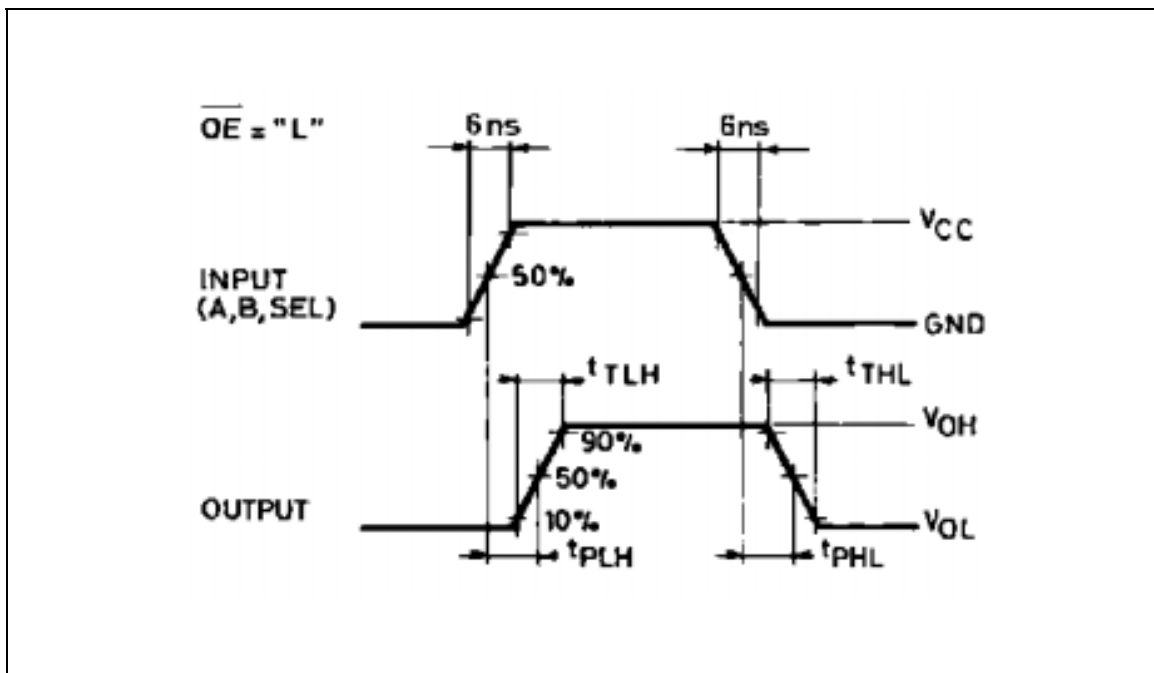 OE = "L"
6ns
6ns
VCC
INPUT
(A,B,SEL)
50%
GND
tTLH
tTHL
VOH
90%
50%
OUTPUT
10%
VOL
tPLH
tPHL